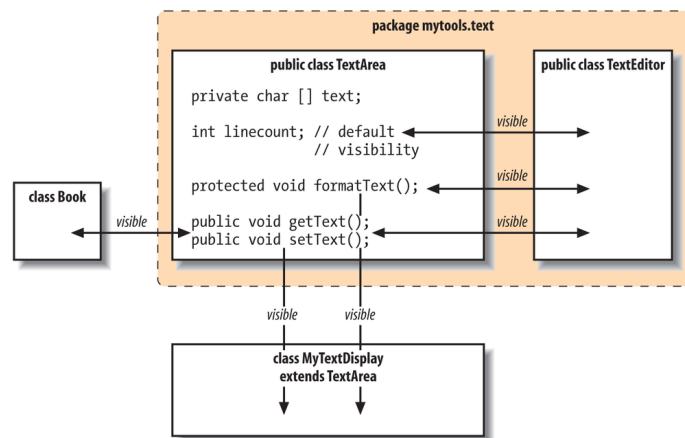 package mytools.text
public class TextArea
public class TextEditor
private char [] text;
int linecount; // default
// visibility
visible
protected void formatText();
visible
class Book
visible
public void getText();
public void setText();
visible
visible
visible
class MyTextDisplay
extends TextArea